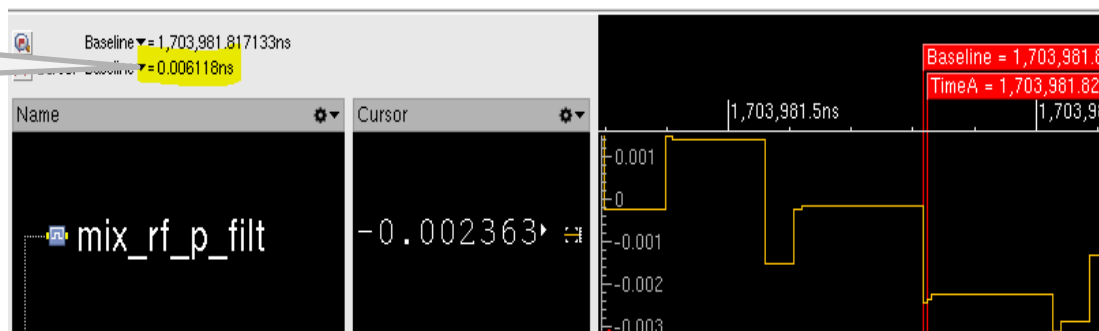 Baseline▼= 1,703,981.817133ns
Baseline▼= 0.006118ns
Baseline = 1,703,981.8
TimeA = 1,703,981.82
Name
Cursor
1,703,981.5ns
1,703,9
0.001
0
-0.001
-0.002
-0.003
mix_rf_p_filt
-0.002363